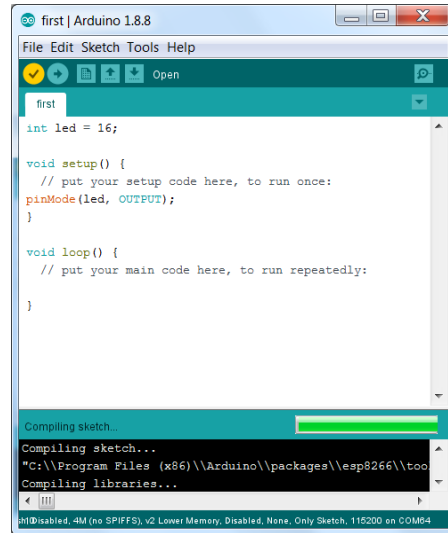 first | Arduino 1.8.8
File Edit Sketch Tools Help
Open
first
int led = 16;
void setup() {
// put your setup code here, to run once:
pinMode(led, OUTPUT);
}
void loop() {
// put your main code here, to run repeatedly:
}
Compiling sketch...
Compiling sketch...
"C:\\Program Files (x86)\\Arduino\\packages\\esp8266\\too
Compiling libraries...
Disabled, 4M (no SPIFFS), v2 Lower Memory, Disabled, None, Only Sketch, 115200 on COM64